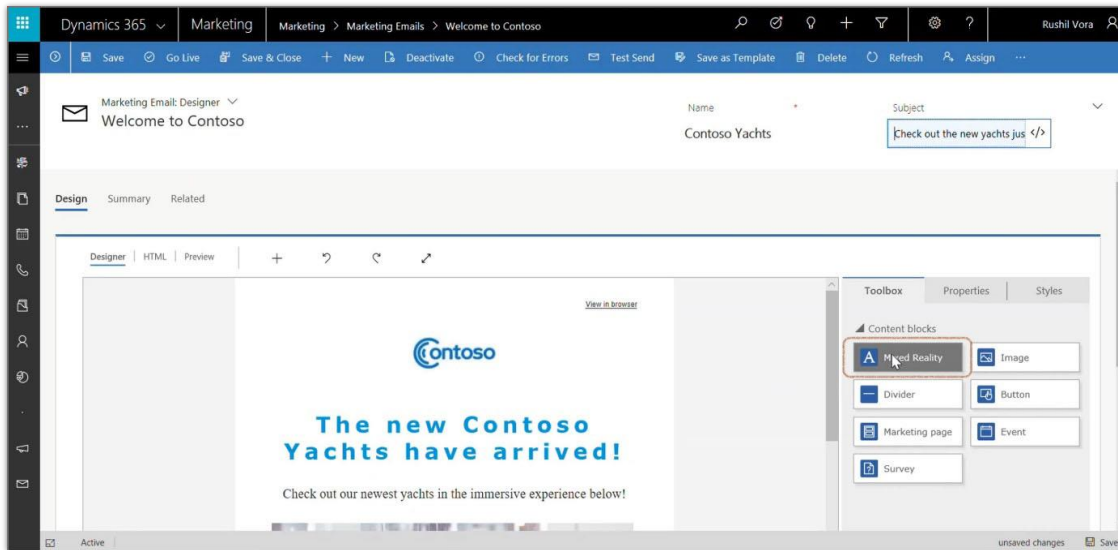 Dynamics 365 Marketing Marketing > Marketing Emails > Welcome to Contoso Rushil Vora
Save Go Live Save & Close + New Deactivate Check for Errors Test Send Save as Template Delete Refresh Assign ...
Marketing Email: Designer
Welcome to Contoso
Name *
Contoso Yachts
Subject
Check out the new yachts jus </>
Design Summary Related
Designer | HTML | Preview
View in browser
Contoso
The new Contoso
Yachts have arrived!
Check out our newest yachts in the immersive experience below!
Toolbox Properties Styles
Content blocks
A Mixed Reality Image
Divider Button
Marketing page Event
Survey
Active unsaved changes Save